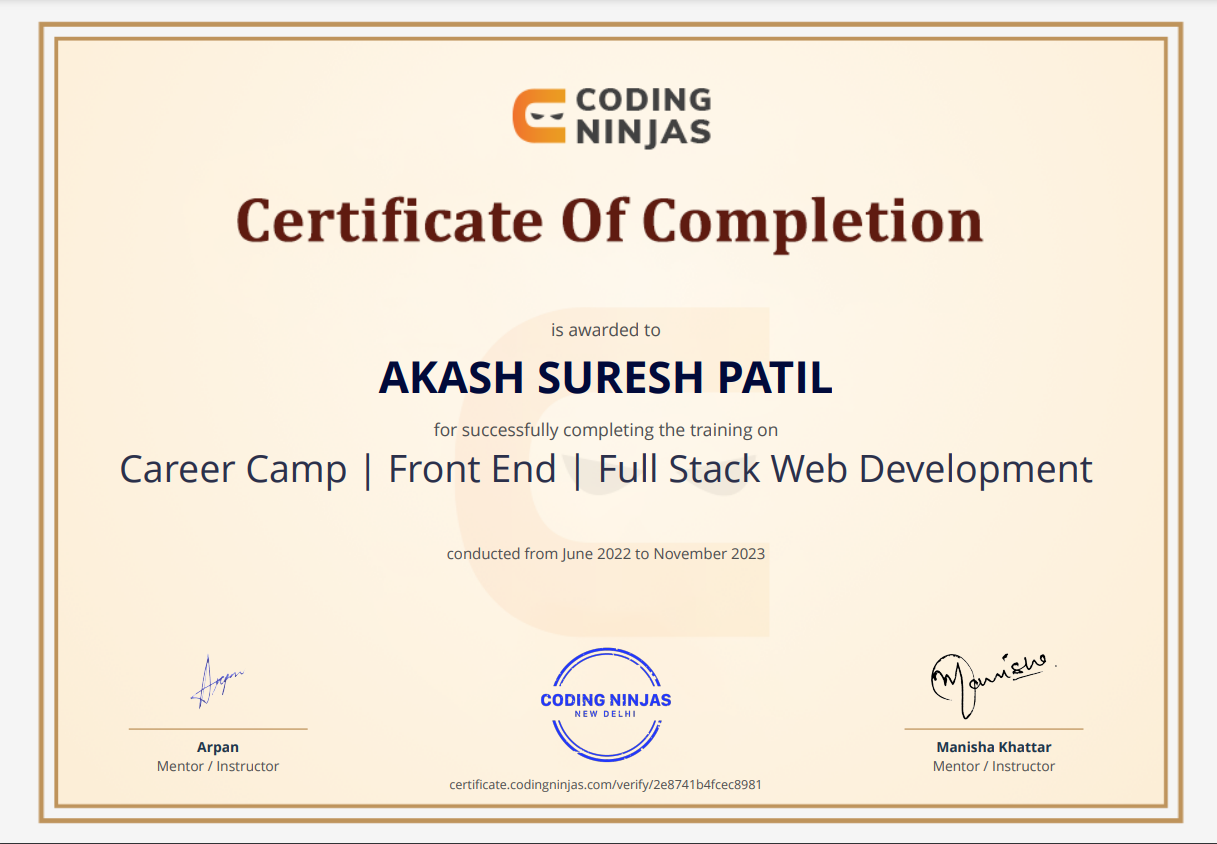 CODING
NINJAS
Certificate Of Completion
is awarded to
AKASH SURESH PATIL
for successfully completing the training on
Career Camp | Front End | Full Stack Web Development
conducted from June 2022 to November 2023
Arpan
Manisha.
CODING NINJAS
NEW DELHI
Arpan
Mentor / Instructor
Manisha Khattar
Mentor / Instructor
certificate.codingninjas.com/verify/2e8741b4fcec8981